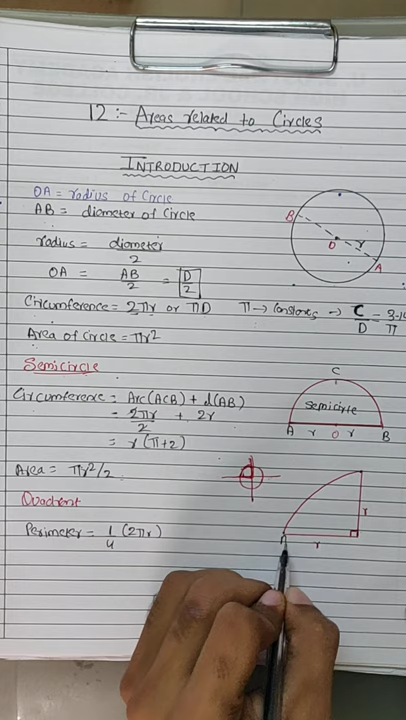 12 :- Areas related to Circles
INTRODUCTION
OA = radius of Circle
AB = diameter of Circle
radius = diameter
2
OA = AB = D
2 2
Circumference = 2πr or πD π → constant → C = 3.14
D π
Area of circle = πr²
B
O
r
A
Semicircle
Circumference = Arc(ACB) + d(AB)
= 2πr + 2r
2
= r(π+2)
C
Semicircle
A r O r B
Area = πr²/2
Quadrent
Perimeter = 1 (2πr)
4
r
r